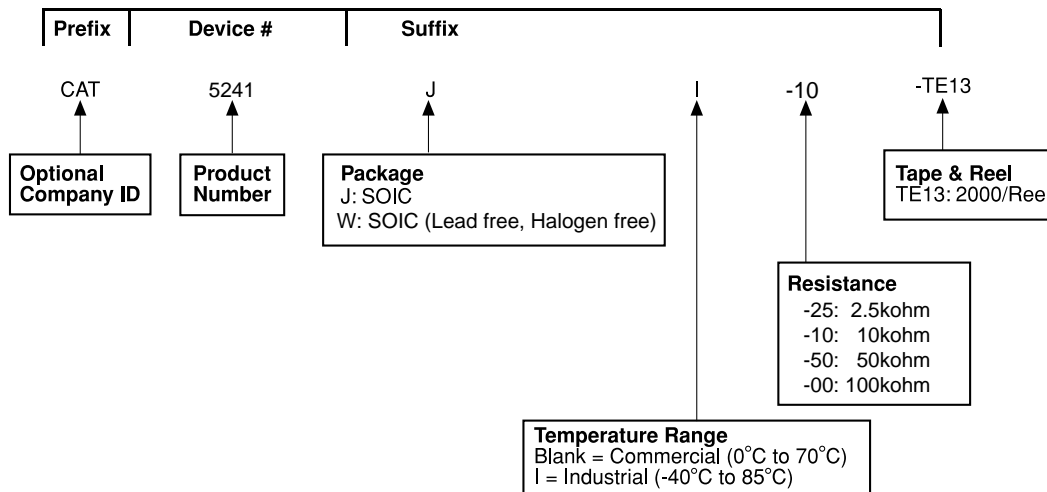 Prefix Device # Suffix
CAT 5241 J I -10 -TE13
Optional
Company ID
Product
Number
Package
J: SOIC
W: SOIC (Lead free, Halogen free)
Tape & Reel
TE13: 2000/Ree
Resistance
-25: 2.5kohm
-10: 10kohm
-50: 50kohm
-00: 100kohm
Temperature Range
Blank = Commercial (0°C to 70°C)
I = Industrial (-40°C to 85°C)